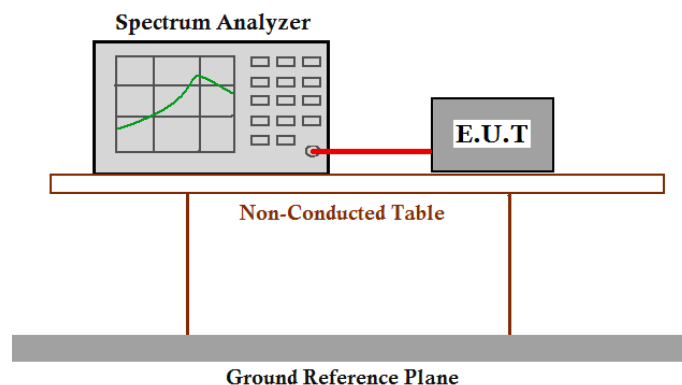 Spectrum Analyzer
E.U.T
Non-Conducted Table
Ground Reference Plane